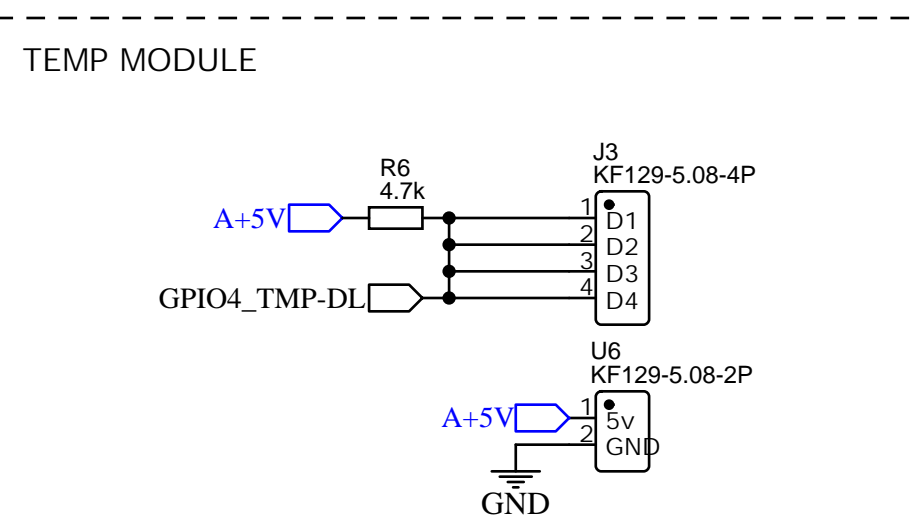 TEMP MODULE
J3
KF129-5.08-4P
R6
4.7k
A+5V
1 D1
2 D2
3 D3
4 D4
GPIO4_TMP-DL
U6
KF129-5.08-2P
A+5V
1 5v
2 GND
GND